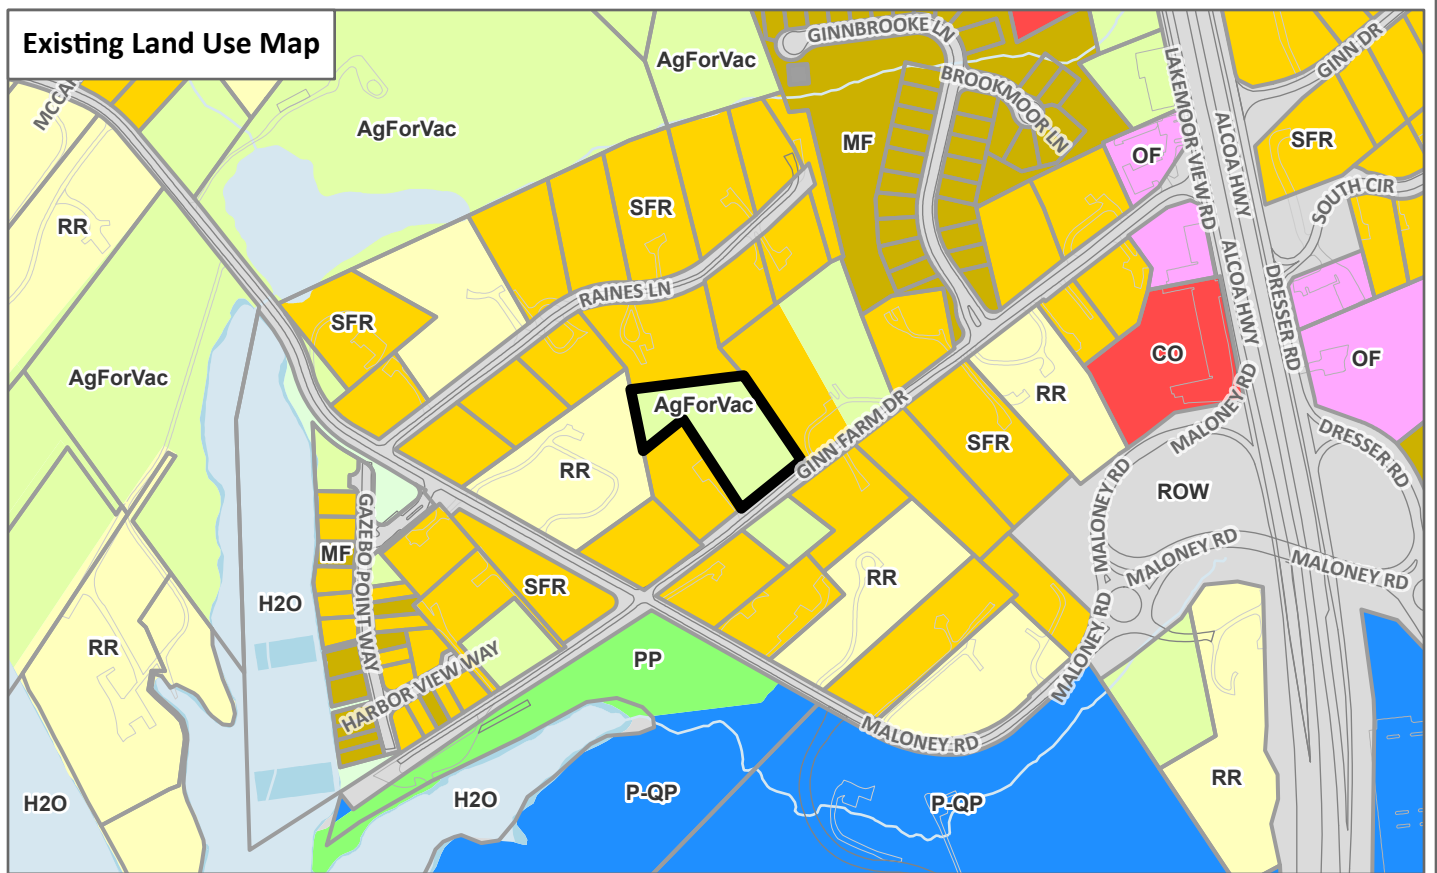 Existing Land Use Map
GINNBROOKE LN
AgForVac
GINN DR
LAKEMOOR VIEW RD
BROOKMOOR LN
ALCOA HWY
AgForVac
MF
OF
SFR
SOUTH CIR
SFR
RR
ALCOA HWY
DRESSER RD
RAINES LN
SFR
CO
OF
AgForVac
RR
AgForVac
MALONEY RD
GINN FARM DR
SFR
DRESSER RD
RR
ROW
MALONEY RD
GAZEBO POINT WAY
MF
MALONEY RD
MALONEY RD
RR
SFR
H2O
MALONEY RD
RR
PP
HARBOR VIEW WAY
MALONEY RD
RR
H2O
H2O
P-QP
P-QP